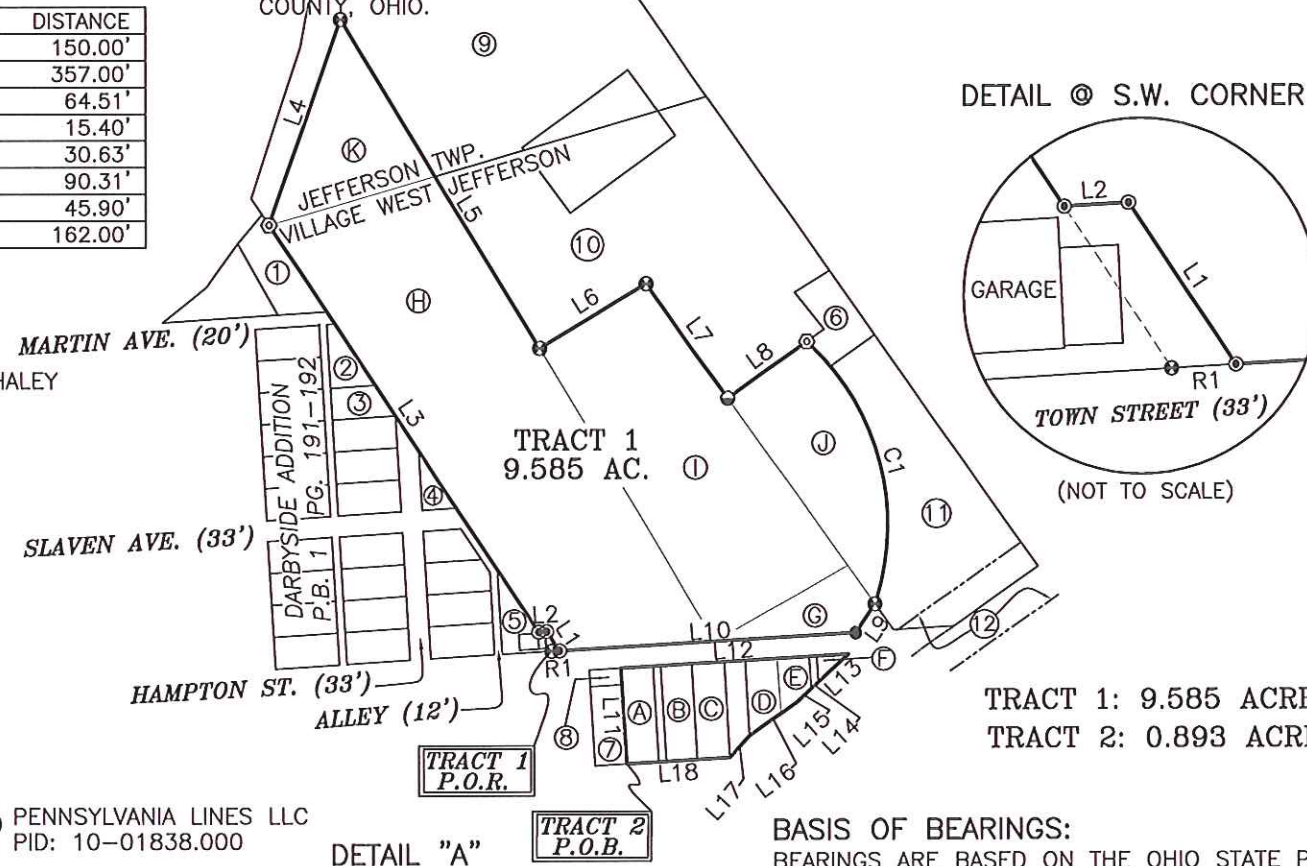 DISTANCE
150.00'
357.00'
64.51'
15.40'
30.63'
90.31'
45.90'
162.00'
COUNTY, OHIO.
9
L4
K
JEFFERSON TWP.
VILLAGE WEST JEFFERSON
L5
10
1
H
L6
L7
L8
6
MARTIN AVE. (20')
HALEY
2
3
L3
DARBYSIDE ADDITION
P.B. 1 PG. 191-192
TRACT 1
9.585 AC.
I
J
C1
11
4
SLAVEN AVE. (33')
5
L2
L1
R1
L10
L12
G
L9
12
F
HAMPTON ST. (33')
ALLEY (12')
8
7
L11
A
B
C
D
E
L13
L14
L15
L16
L17
L18
TRACT 1
P.O.R.
TRACT 2
P.O.B.
DETAIL @ S.W. CORNER
L2
L1
GARAGE
R1
TOWN STREET (33')
(NOT TO SCALE)
TRACT 1: 9.585 ACRE
TRACT 2: 0.893 ACRE
PENNSYLVANIA LINES LLC
PID: 10-01838.000
DETAIL "A"
BASIS OF BEARINGS:
BEARINGS ARE BASED ON THE OHIO STATE P